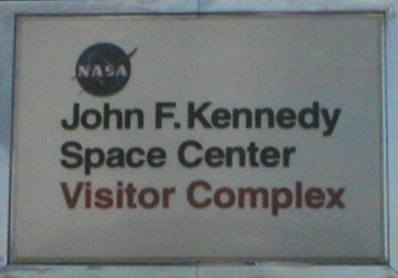 NASA
John F. Kennedy
Space Center
Visitor Complex